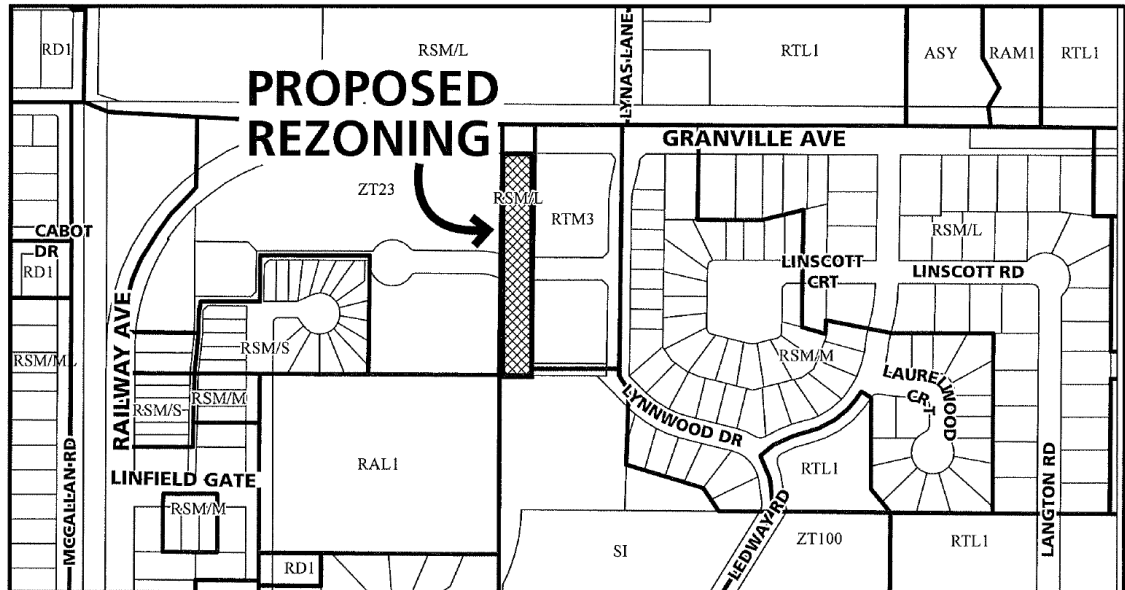 RD1
RSM/L
LYNAS LANE
RTL1
ASY
RAM1
RTL1
PROPOSED
REZONING
GRANVILLE AVE
ZT23
RSM/L
RTM3
RSM/L
CABOT
DR
RD1
LINSCOTT
CRT
LINSCOTT RD
RAILWAY AVE
RSM/S
RSM/M
RSM/M
LAURELWOOD
CRT
RSM/S
RSM/M
LYNNWOOD DR
MCCALLAN RD
RAL1
RTL1
LINFIELD GATE
RSM/M
LANGTON RD
LEDWAY RD
SI
ZT100
RTL1
RD1